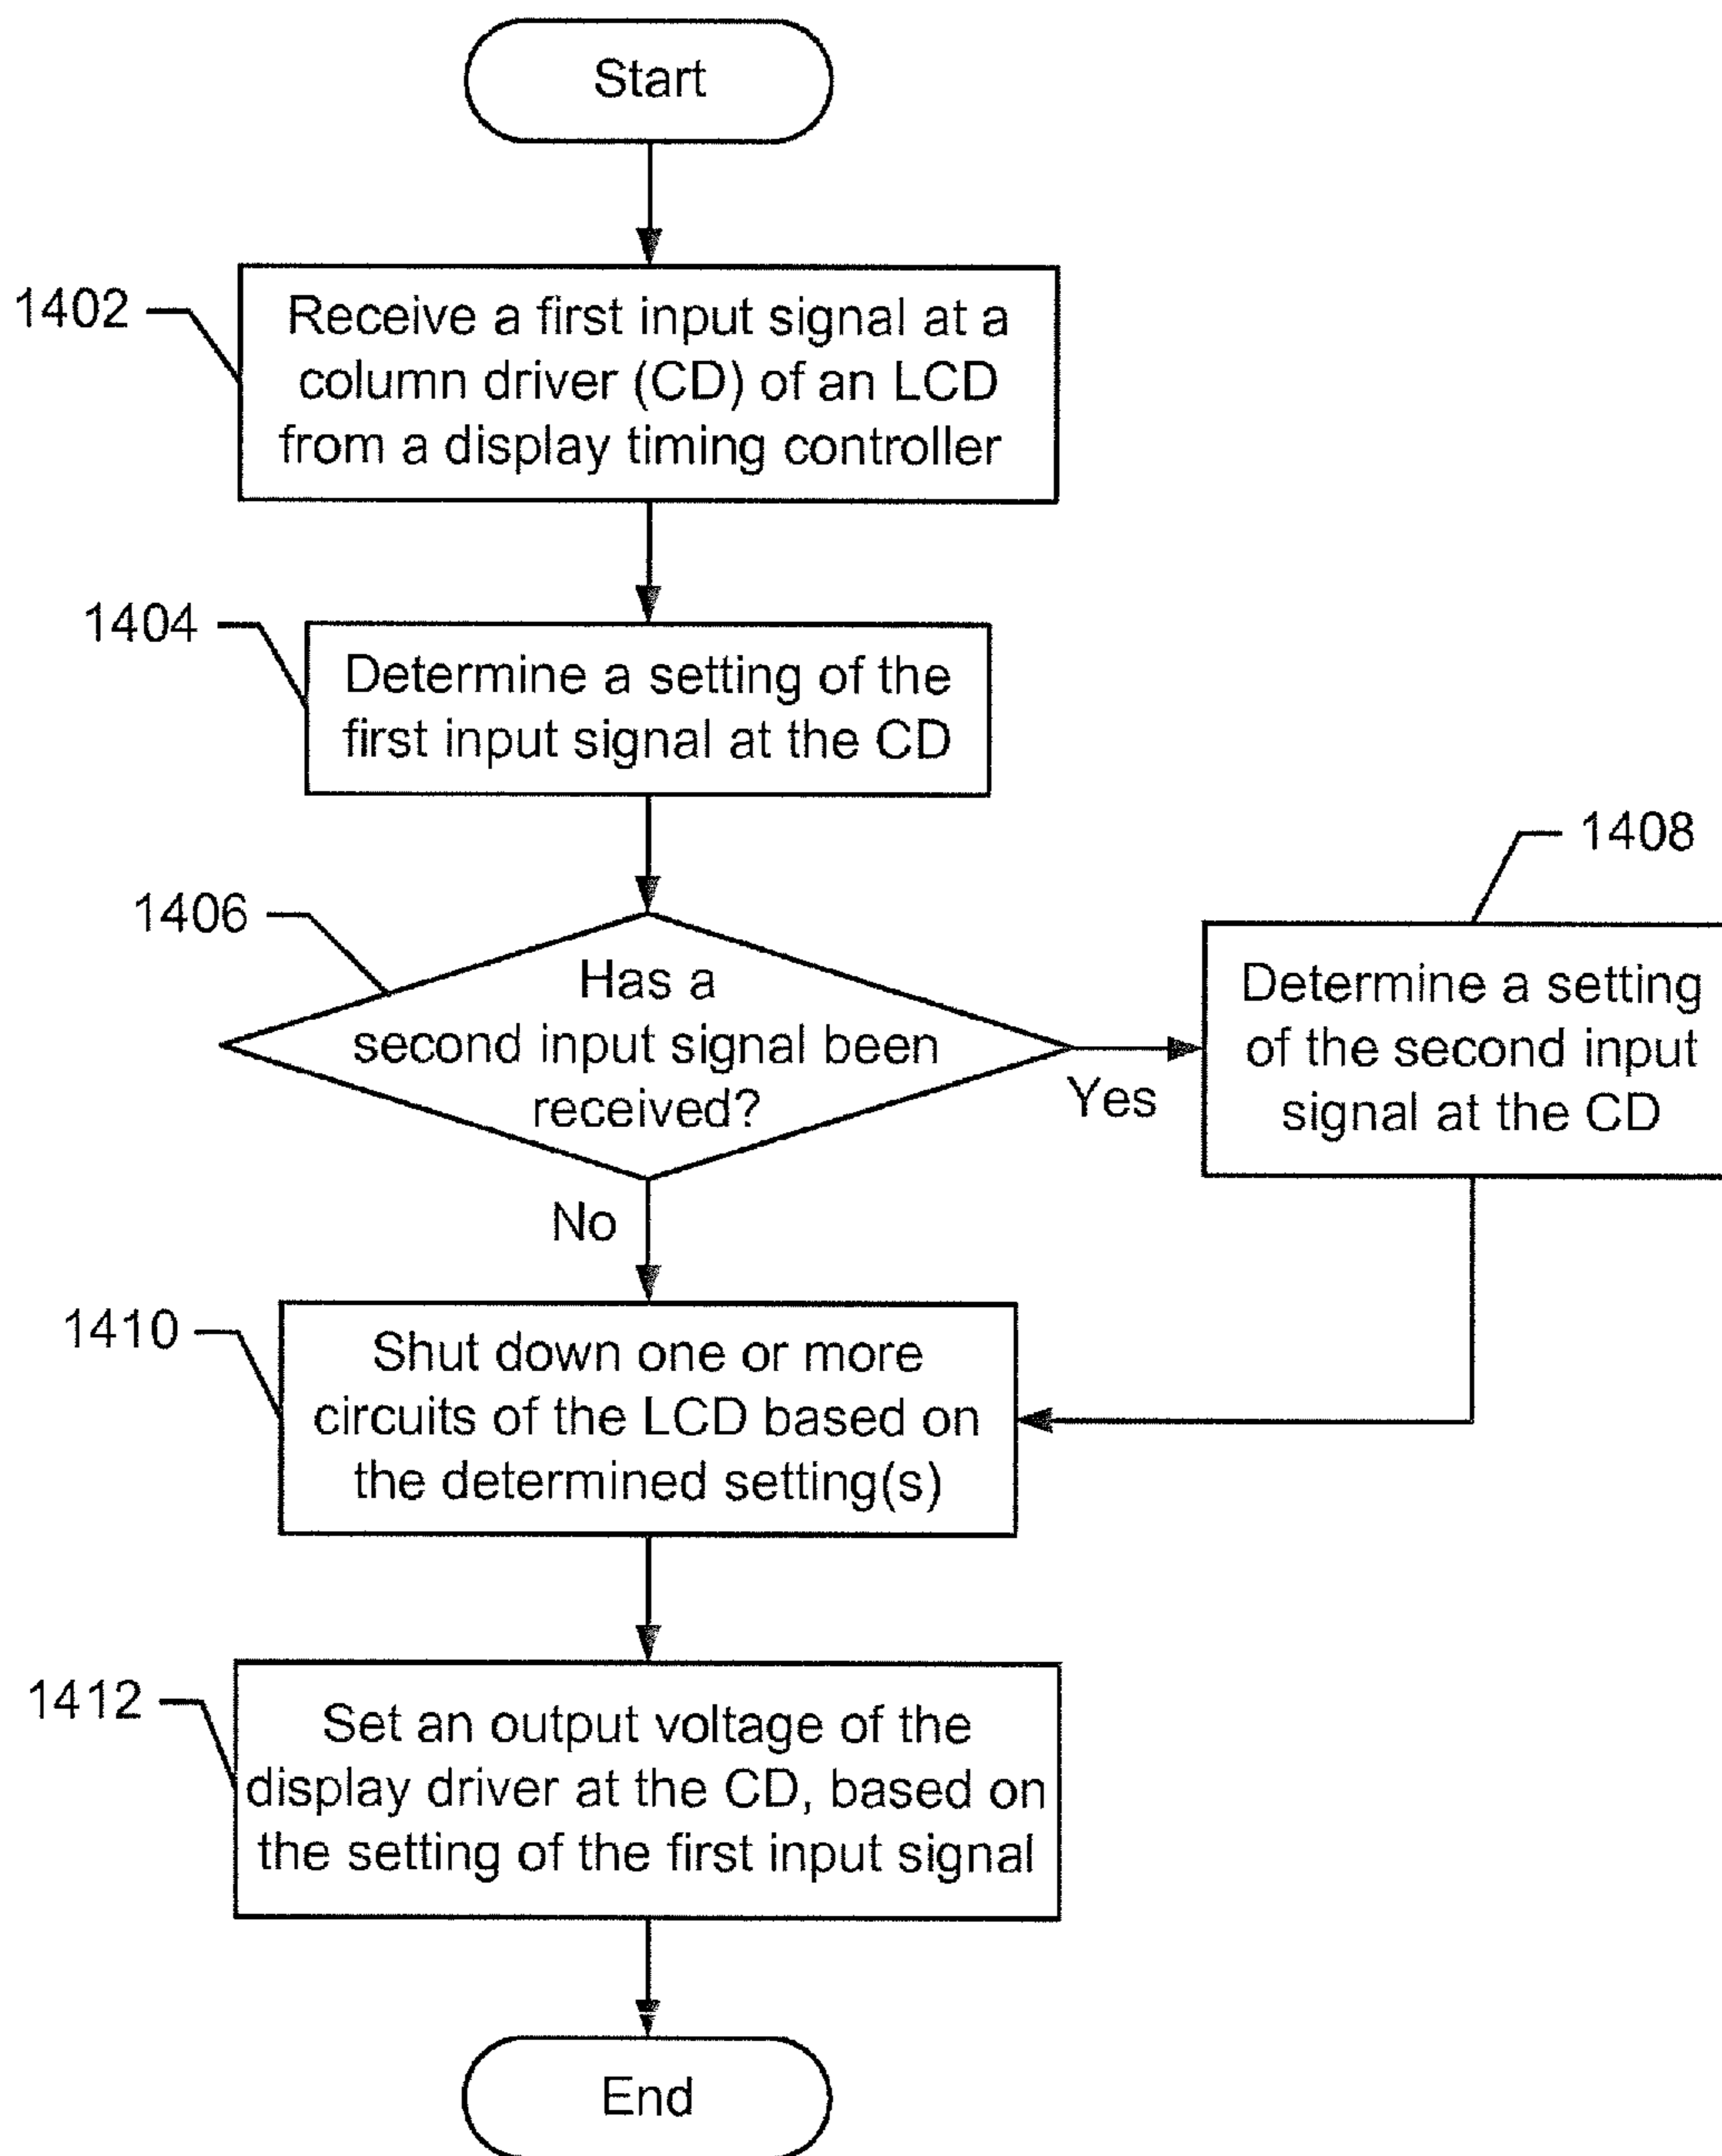 Start
1402
Receive a first input signal at a
column driver (CD) of an LCD
from a display timing controller
1404
Determine a setting of the
first input signal at the CD
1406
Has a
second input signal been
received?
Yes
No
1408
Determine a setting
of the second input
signal at the CD
1410
Shut down one or more
circuits of the LCD based on
the determined setting(s)
1412
Set an output voltage of the
display driver at the CD, based on
the setting of the first input signal
End